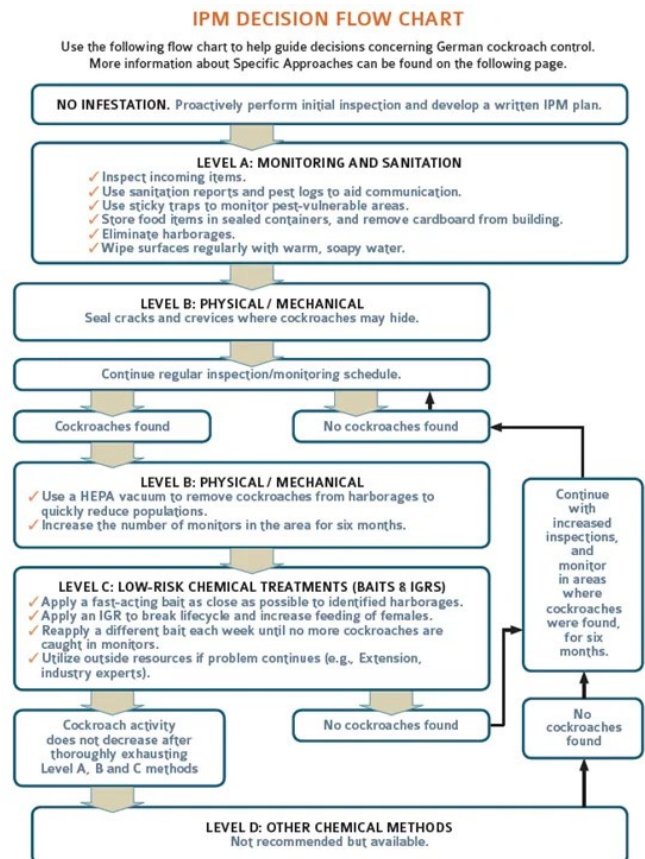 IPM DECISION FLOW CHART
Use the following flow chart to help guide decisions concerning German cockroach control.
More information about Specific Approaches can be found on the following page.
NO INFESTATION. Proactively perform initial inspection and develop a written IPM plan.
LEVEL A: MONITORING AND SANITATION
✓ Inspect incoming items.
✓ Use sanitation reports and pest logs to aid communication.
✓ Use sticky traps to monitor pest-vulnerable areas.
✓ Store food items in sealed containers, and remove cardboard from building.
✓ Eliminate harborages.
✓ Wipe surfaces regularly with warm, soapy water.
LEVEL B: PHYSICAL / MECHANICAL
Seal cracks and crevices where cockroaches may hide.
Continue regular inspection/monitoring schedule.
Cockroaches found
No cockroaches found
LEVEL B: PHYSICAL / MECHANICAL
✓ Use a HEPA vacuum to remove cockroaches from harborages to
quickly reduce populations.
✓ Increase the number of monitors in the area for six months.
Continue
with
increased
inspections,
and
monitor
in areas
where
cockroaches
were found,
for six
months.
LEVEL C: LOW-RISK CHEMICAL TREATMENTS (BAITS & IGRS)
✓ Apply a fast-acting bait as close as possible to identified harborages.
✓ Apply an IGR to break lifecycle and increase feeding of females.
✓ Reapply a different bait each week until no more cockroaches are
caught in monitors.
✓ Utilize outside resources if problem continues (e.g., Extension,
industry experts).
Cockroach activity
does not decrease after
thoroughly exhausting
Level A, B and C methods
No cockroaches found
No
cockroaches
found
LEVEL D: OTHER CHEMICAL METHODS
Not recommended but available.